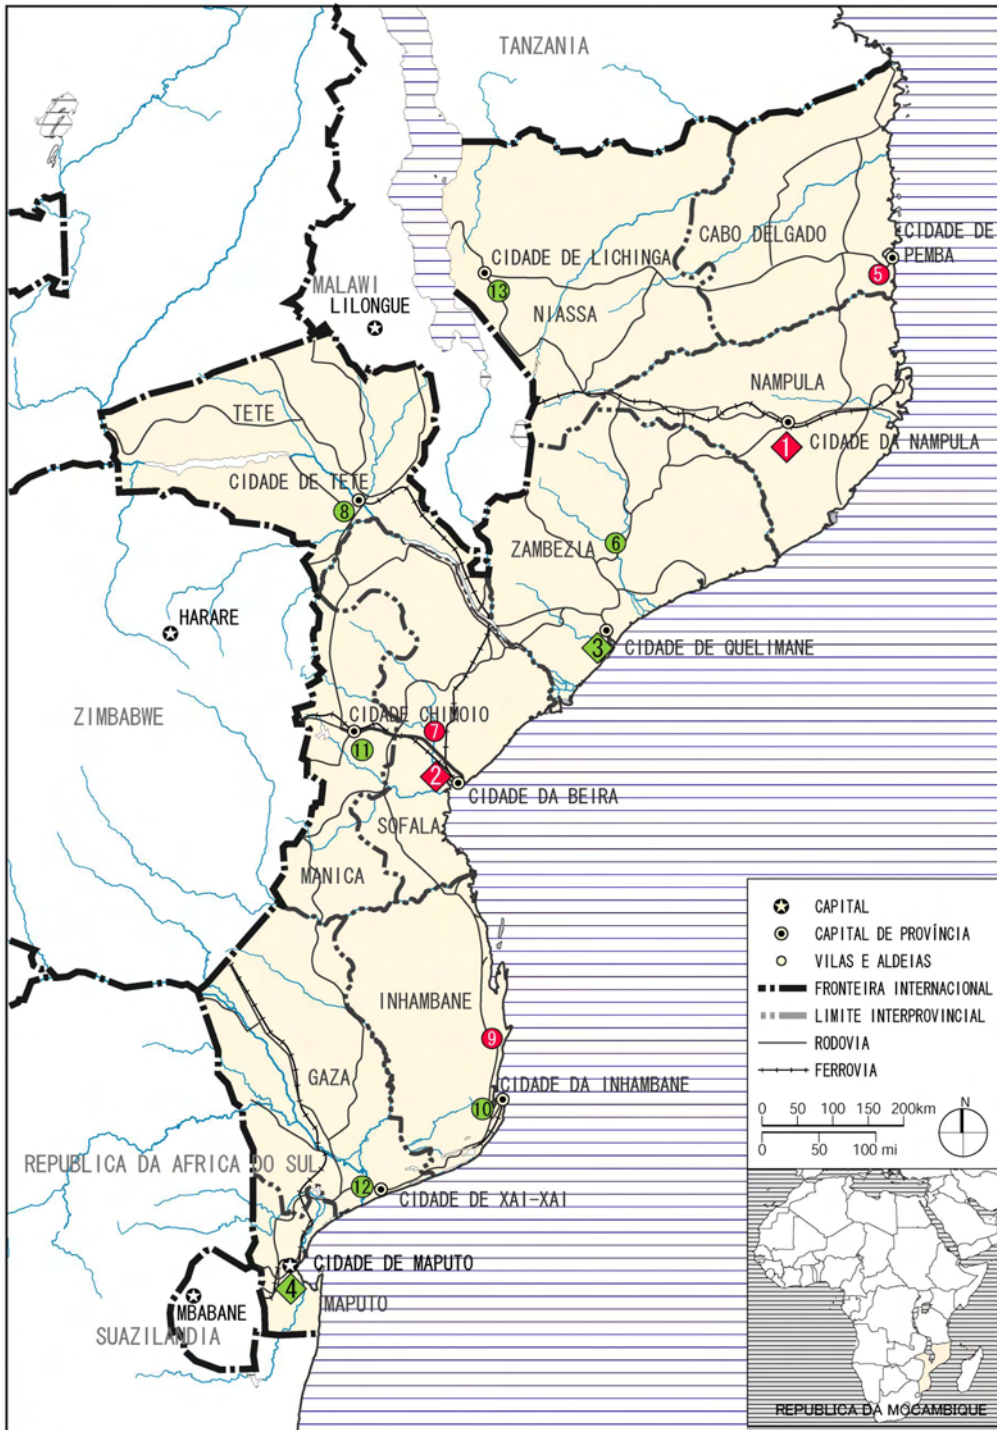 TANZANIA
CABO DELGADO
CIDADE DE
PEMBA
CIDADE DE LICHINGA
5
13
MALAWI
LILONGUE
NIASSA
NAMPULA
TETE
1
CIDADE DA NAMPULA
CIDADE DE TETE
8
6
ZAMBEZIA
HARARE
3
CIDADE DE QUELIMANE
ZIMBABWE
CIDADE CHIMOIO
7
11
2
CIDADE DA BEIRA
SOFALA
MANICA
INHAMBANE
9
GAZA
CIDADE DA INHAMBANE
10
REPUBLICA DA AFRICA DO SUL
12
CIDADE DE XAI-XAI
CIDADE DE MAPUTO
4
MAPUTO
MBABANE
SUAZILANDIA
CAPITAL
CAPITAL DE PROVÍNCIA
VILAS E ALDEIAS
FRONTEIRA INTERNACIONAL
LIMITE INTERPROVINCIAL
RODOVIA
FERROVIA
0 50 100 150 200km
0 50 100 mi
N
REPUBLICA DA MOCAMBIQUE